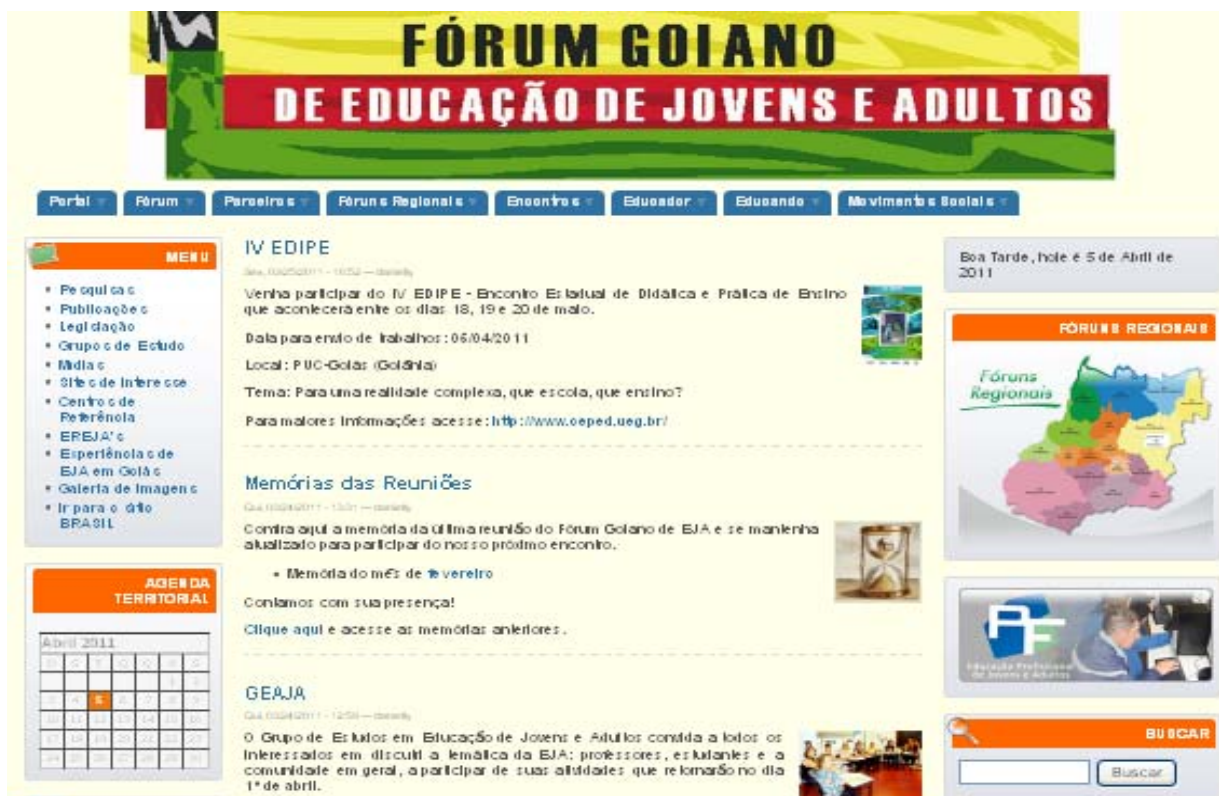 FÓRUM GOIANO
DE EDUCAÇÃO DE JOVENS E ADULTOS
Portal
Fórum
Parceiros
Fóruns Regionais
Encontros
Educador
Educando
Movimentos Sociais
MENU
Pesquisas
Publicações
Legislação
Grupos de Estudo
Mídias
Sites de Interesse
Centros de
Referência
EREJA's
Experiências de
EJA em Goiás
Galeria de Imagens
Ir para o sítio
BRASIL
AGENDA
TERRITORIAL
Abril 2011
IV EDIPE
Venha participar do IV EDIPE - Encontro Estadual de Didática e Prática de Ensino
que acontecerá entre os dias 18, 19 e 20 de maio.
Data para envio de trabalhos: 05/04/2011
Local: PUC-Goiás (Goiânia)
Tema: Para uma realidade complexa, que escola, que ensino?
Para maiores informações acesse: http://www.ceped.ueg.br/
Memórias das Reuniões
Confira aqui a memória da última reunião do Fórum Goiano de EJA e se mantenha
atualizado para participar do nosso próximo encontro.
Memória do mês de fevereiro
Contamos com sua presença!
Clique aqui e acesse as memórias anteriores.
GEAJA
O Grupo de Estudos em Educação de Jovens e Adultos convida a todos os
interessados em discutir a temática da EJA: professores, estudantes e a
comunidade em geral, a participar de suas atividades que retornarão no dia
1º de abril.
Boa Tarde, hoje é 5 de Abril de
2011
FÓRUNS REGIONAIS
Fóruns
Regionais
Educação Profissional
de Jovens e Adultos
BUSCAR
Buscar